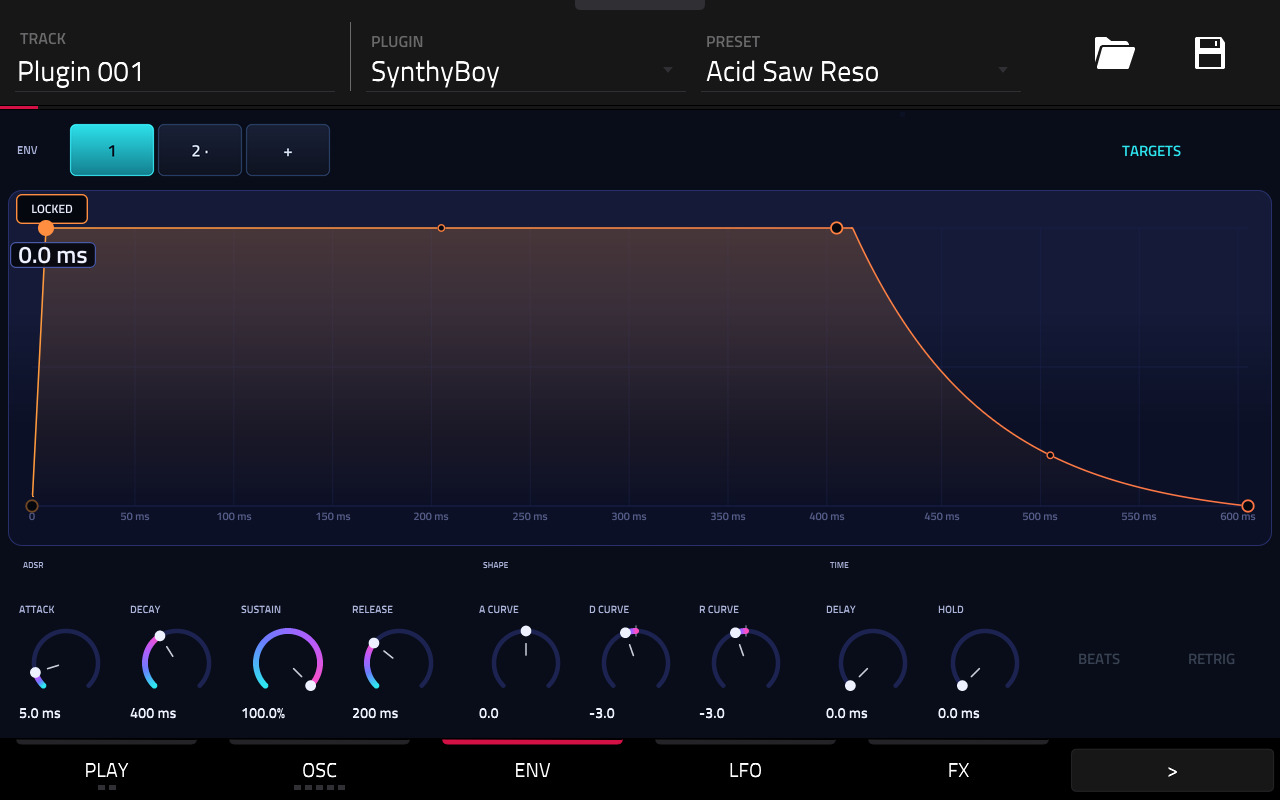 TRACK
Plugin 001
PLUGIN
SynthyBoy
PRESET
Acid Saw Reso
ENV
1
2 ·
+
TARGETS
LOCKED
0.0 ms
0
50 ms
100 ms
150 ms
200 ms
250 ms
300 ms
350 ms
400 ms
450 ms
500 ms
550 ms
600 ms
ADSR
SHAPE
TIME
ATTACK
DECAY
SUSTAIN
RELEASE
A CURVE
D CURVE
R CURVE
DELAY
HOLD
BEATS
RETRIG
5.0 ms
400 ms
100.0%
200 ms
0.0
-3.0
-3.0
0.0 ms
0.0 ms
PLAY
OSC
ENV
LFO
FX
>